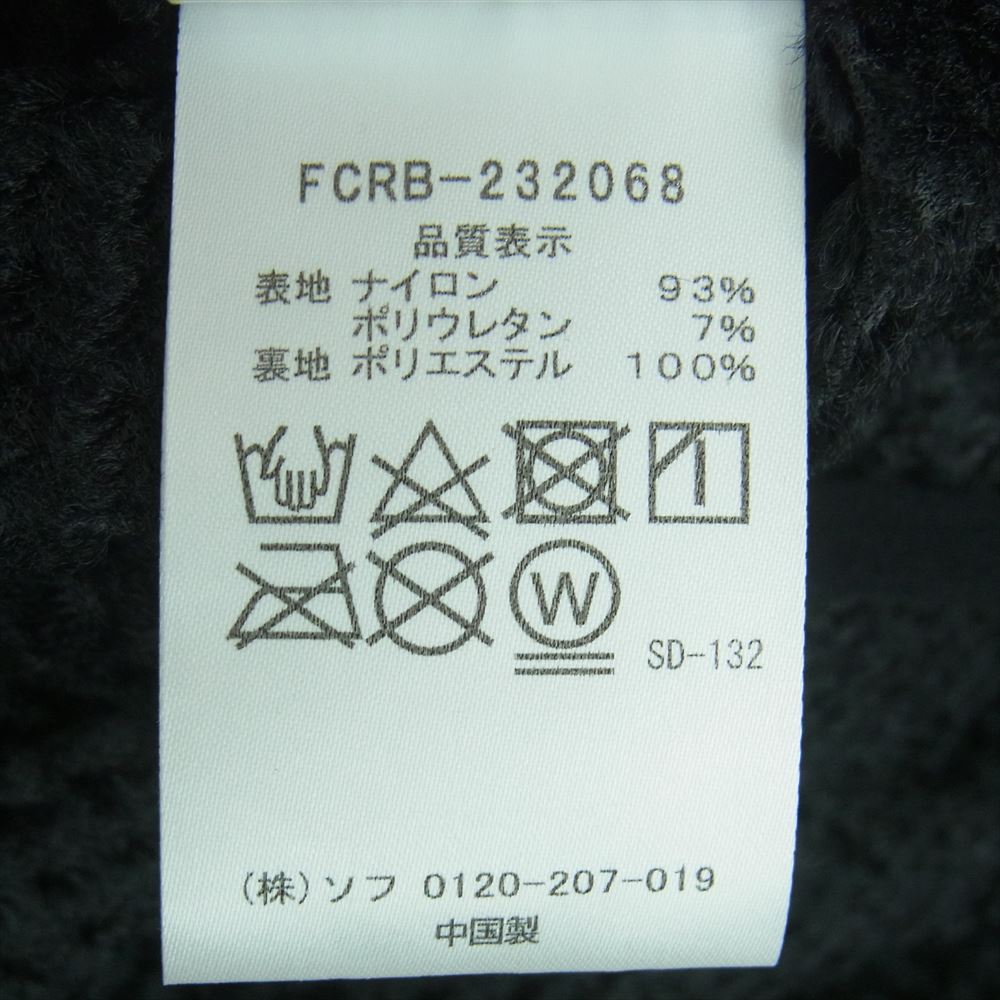 FCRB-232068
品質表示
表地 ナイロン 93%
ポリウレタン 7%
裏地 ポリエステル 100%
W
SD-132
(株)ソフ 0120-207-019
中国製